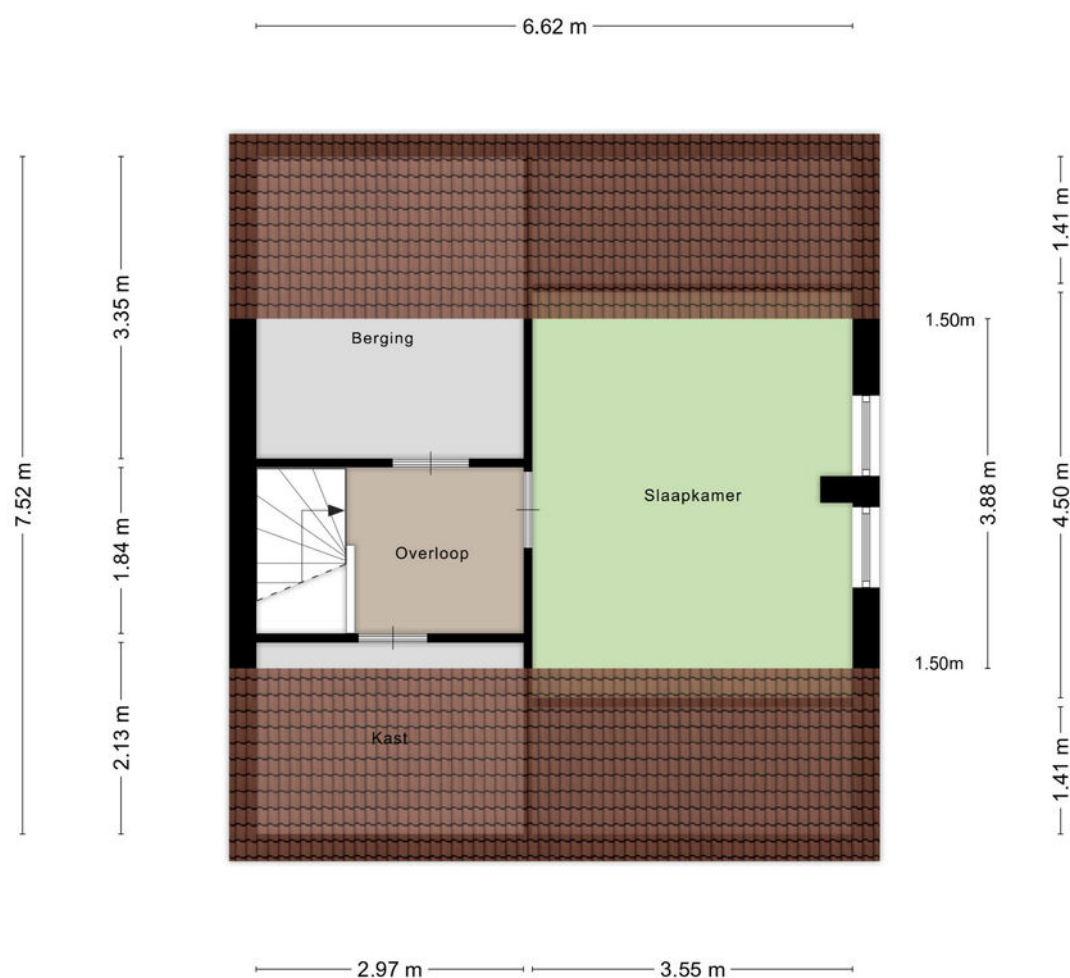 6.62 m
7.52 m
3.35 m
1.84 m
2.13 m
Berging
Overloop
Kast
Slaapkamer
1.50m
1.50m
3.88 m
1.41 m
4.50 m
1.41 m
2.97 m
3.55 m